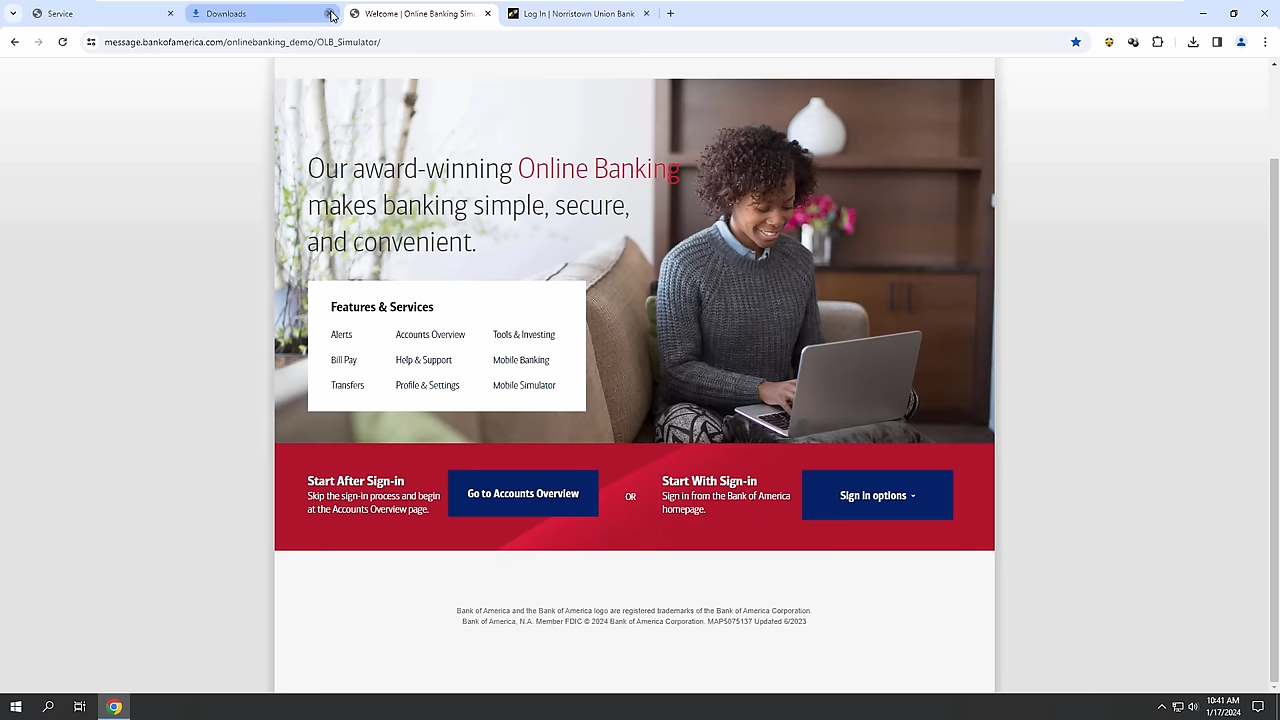 Service
Downloads
Welcome | Online Banking Sim
Log In | Norristown Union Bank
message.bankofamerica.com/onlinebanking_demo/OLB_Simulator/
Our award-winning Online Banking
makes banking simple, secure,
and convenient.
Features & Services
Alerts Accounts Overview Tools & Investing
Bill Pay Help & Support Mobile Banking
Transfers Profile & Settings Mobile Simulator
Start After Sign-in
Skip the sign-in process and begin
at the Accounts Overview page.
Go to Accounts Overview
OR
Start With Sign-in
Sign in from the Bank of America
homepage.
Sign In options
Bank of America and the Bank of America logo are registered trademarks of the Bank of America Corporation.
Bank of America, N.A. Member FDIC © 2024 Bank of America Corporation. MAP5075137 Updated 6/2023
10:41 AM
1/17/2024